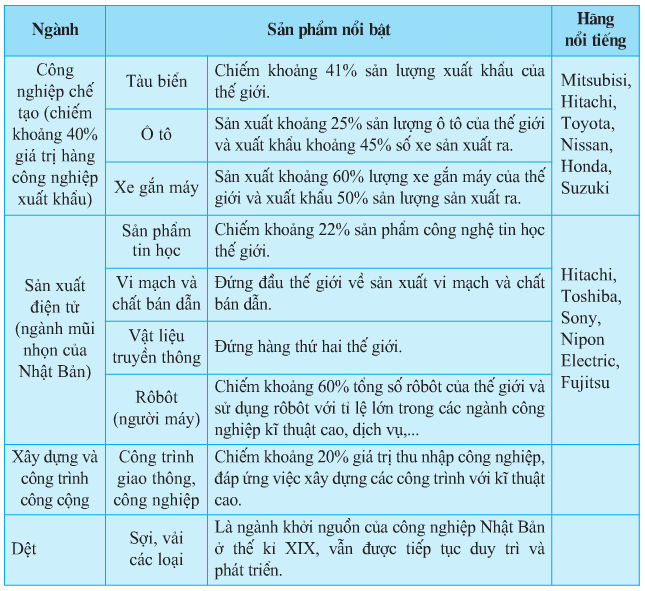 Ngành
Sản phẩm nổi bật
Hãng
nổi tiếng
Công
nghiệp chế
tạo (chiếm
khoảng 40%
giá trị hàng
công nghiệp
xuất khẩu)
Tàu biển
Chiếm khoảng 41% sản lượng xuất khẩu của
thế giới.
Ô tô
Sản xuất khoảng 25% sản lượng ô tô của thế giới
và xuất khẩu khoảng 45% số xe sản xuất ra.
Xe gắn máy
Sản xuất khoảng 60% lượng xe gắn máy của thế
giới và xuất khẩu 50% sản lượng sản xuất ra.
Mitsubisi,
Hitachi,
Toyota,
Nissan,
Honda,
Suzuki
Sản xuất
điện tử
(ngành mũi
nhọn của
Nhật Bản)
Sản phẩm
tin học
Chiếm khoảng 22% sản phẩm công nghệ tin học
thế giới.
Vi mạch và
chất bán dẫn
Đứng đầu thế giới về sản xuất vi mạch và chất
bán dẫn.
Vật liệu
truyền thông
Đứng hàng thứ hai thế giới.
Rôbôt
(người máy)
Chiếm khoảng 60% tổng số rôbôt của thế giới và
sử dụng rôbôt với tỉ lệ lớn trong các ngành công
nghiệp kĩ thuật cao, dịch vụ,...
Hitachi,
Toshiba,
Sony,
Nipon
Electric,
Fujitsu
Xây dựng và
công trình
công cộng
Công trình
giao thông,
công nghiệp
Chiếm khoảng 20% giá trị thu nhập công nghiệp,
đáp ứng việc xây dựng các công trình với kĩ thuật
cao.
Dệt
Sợi, vải
các loại
Là ngành khởi nguồn của công nghiệp Nhật Bản
ở thế kỉ XIX, vẫn được tiếp tục duy trì và
phát triển.